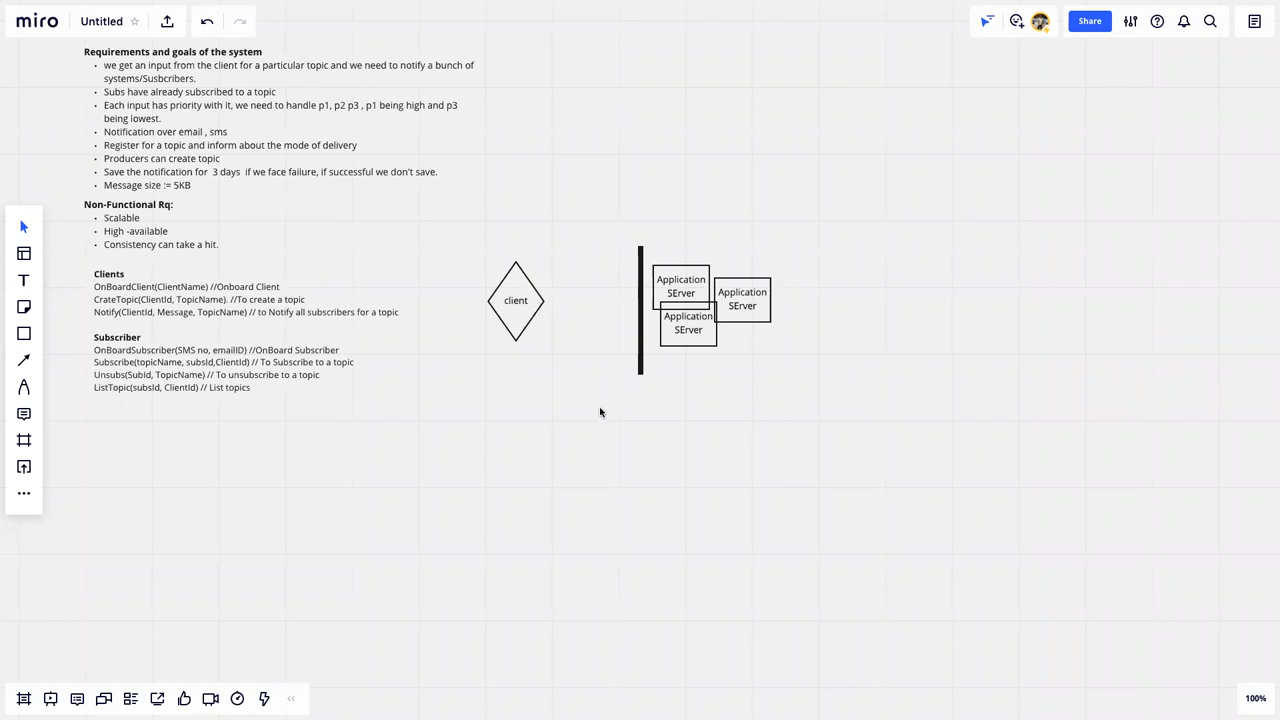 miro
Untitled
Share
Requirements and goals of the system
we get an input from the client for a particular topic and we need to notify a bunch of
systems/Susbcribers.
Subs have already subscribed to a topic
Each input has priority with it, we need to handle p1, p2 p3 , p1 being high and p3
being lowest.
Notification over email , sms
Register for a topic and inform about the mode of delivery
Producers can create topic
Save the notification for 3 days if we face failure, if successful we don't save.
Message size := 5KB
Non-Functional Rq:
Scalable
High -available
Consistency can take a hit.
Clients
OnBoardClient(ClientName) //Onboard Client
CrateTopic(ClientId, TopicName). //To create a topic
Notify(ClientId, Message, TopicName) // to Notify all subscribers for a topic
Subscriber
OnBoardSubscriber(SMS no, emailID) //OnBoard Subscriber
Subscribe(topicName, subsId,ClientId) // To Subscribe to a topic
Unsubs(SubId, TopicName) // To unsubscribe to a topic
ListTopic(subsId, ClientId) // List topics
client
Application
SErver
Application
SErver
Application
SErver
100%